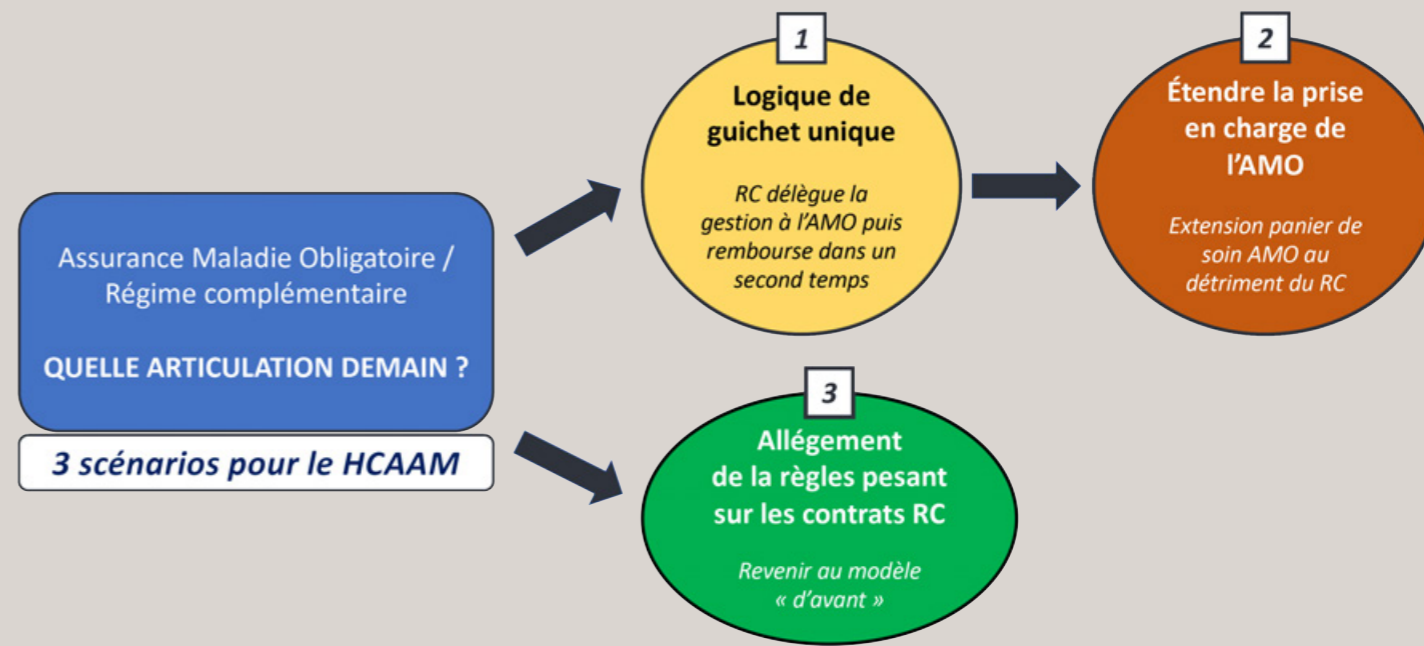 Assurance Maladie Obligatoire /
Régime complémentaire
QUELLE ARTICULATION DEMAIN ?
3 scénarios pour le HCAAM
1
Logique de
guichet unique
RC délègue la
gestion à l'AMO puis
rembourse dans un
second temps
2
Étendre la prise
en charge de
l'AMO
Extension panier de
soin AMO au
détriment du RC
3
Allégement
de la règles pesant
sur les contrats RC
Revenir au modèle
« d'avant »